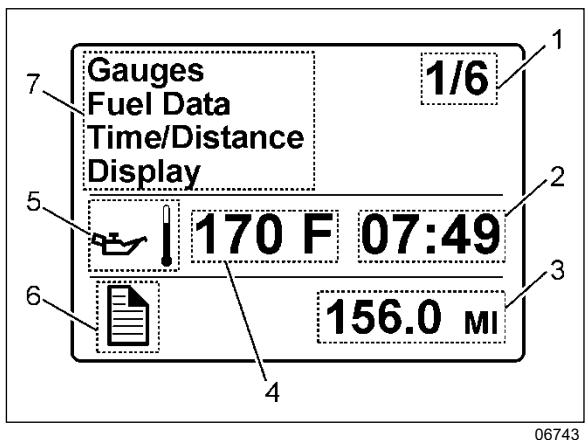 1
7
Gauges
1/6
Fuel Data
Time/Distance
Display
2
5
170 F 07:49
3
6
156.0 MI
4
06743